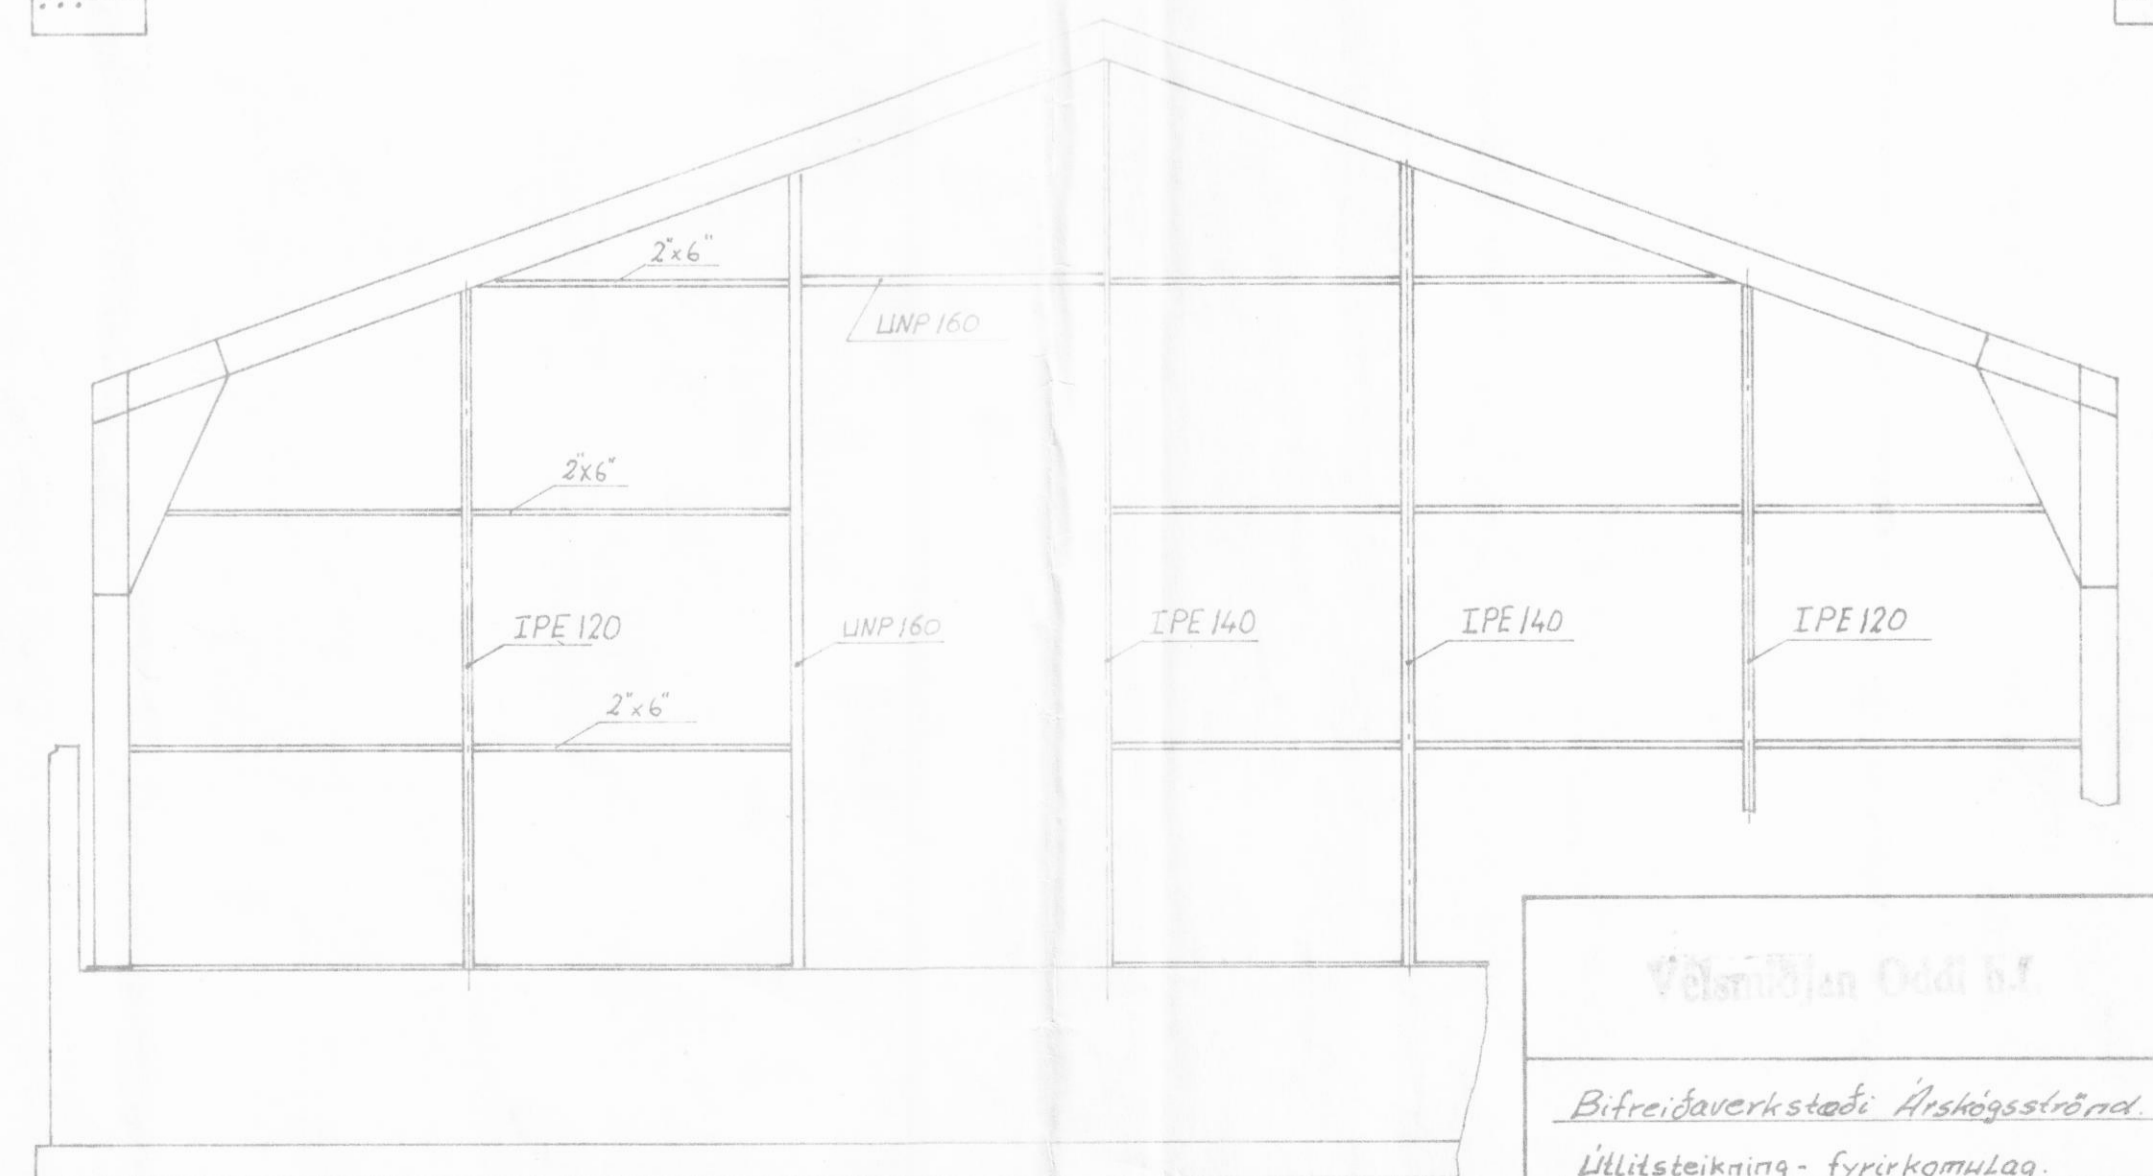 2"x6"
UNP 160
2"x6"
IPE 120
UNP 160
IPE 140
IPE 140
IPE 120
2"x6"
Vélsmiðjan Oddi h.f.
Bifreiðaverkstæði Árskógsströnd.
Útlitsteikning - fyrirkomulag.